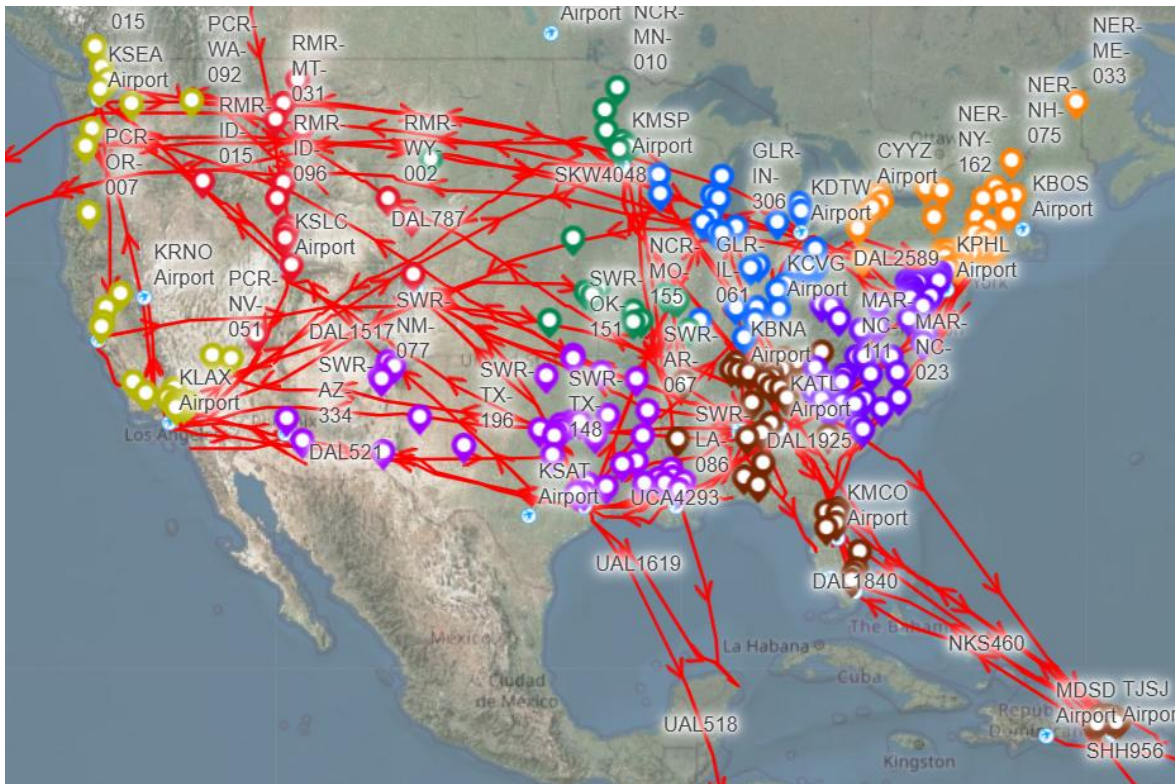 015
KSEA
Airport
PCR-
WA-
092
RMR-
MT-
031
Airport
NCR-
MN-
010
NER-
ME-
033
NER-
NH-
075
NER-
NY-
162
PCR-
OR-
007
RMR-
ID-
015
RMR-
ID-
096
RMR-
WY-
002
KMSP
Airport
SKW4048
GLR-
IN-
306
KDTW
Airport
CYYZ
Airport
Ottawa
KBOS
Airport
KSLC
Airport
DAL787
KRNO
Airport
PCR-
NV-
051
DAL1517
SWR-
NM-
077
SWR-
OK-
151
NCR-
MO-
155
GLR-
IL-
061
KCVG
Airport
DAL2589
KPHL
Airport
York
MAR-
NC-
111
MAR-
NC-
023
KBNA
Airport
SWR-
AR-
067
SWR-
AZ-
334
SWR-
TX-
196
SWR-
TX-
148
KLAX
Airport
Los Angel
KATL
Airport
DAL1925
SWR-
LA-
086
DAL521
KSAT
Airport
UCA4293
KMCO
Airport
UAL1619
DAL1840
The Bahamas
México
La Habana
Cuba
NKS460
Ciudad
de México
UAL518
MDSD
Airport
TJSJ
Airport
SHH956
Kingston